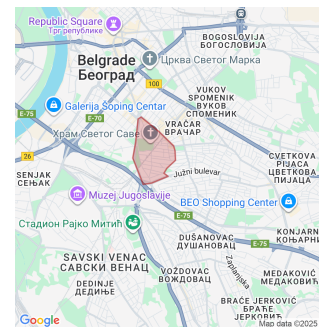 Republic Square
Трг републике
BOGOSLOVIJA
БОГОСЛОВИЈА
Belgrade
Београд
Црква Светог Марка
100
VUKOV
SPOMENIK
ВУКОВ
СПОМЕНИК
Galerija Šoping Centar
E-75
E-70
VRAČAR
ВРАЧАР
Храм Светог Саве
CVETKOVA
PIJACA
ЦВЕТКОВА
ПИЈАЦА
SENJAK
СЕЊАК
Južni bulevar
Muzej Jugoslavije
BEO Shopping Center
Стадион Рајко Митић
KONJARNI
КОЊАРНИ
DUŠANOVAC
ДУШАНОВАЦ
E-75
SAVSKI VENAC
САВСКИ ВЕНАЦ
Zaplanjska
VOŽDOVAC
ВОЖДОВАЦ
MEDAKOVIĆ
МЕДАКОВИЋ
DEDINJE
ДЕДИЊЕ
BRAĆE JERKOVIĆ
БРАЋЕ
ЈЕРКОВИЋ
Google
Map data ©2025